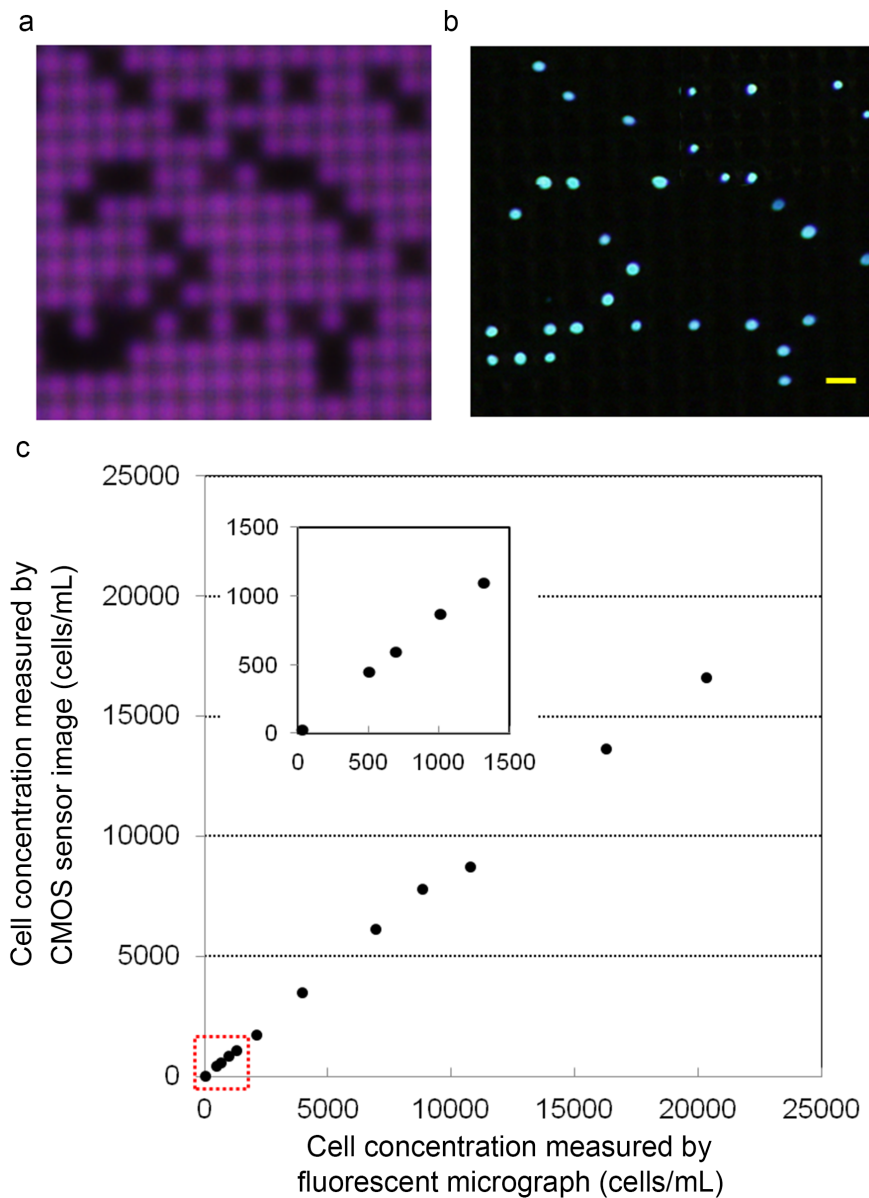 a
b
c
25000
20000
15000
10000
5000
0
1500
1000
500
0
0
500
1000
1500
0
5000
10000
15000
20000
25000
Cell concentration measured by
CMOS sensor image (cells/mL)
Cell concentration measured by
fluorescent micrograph (cells/mL)